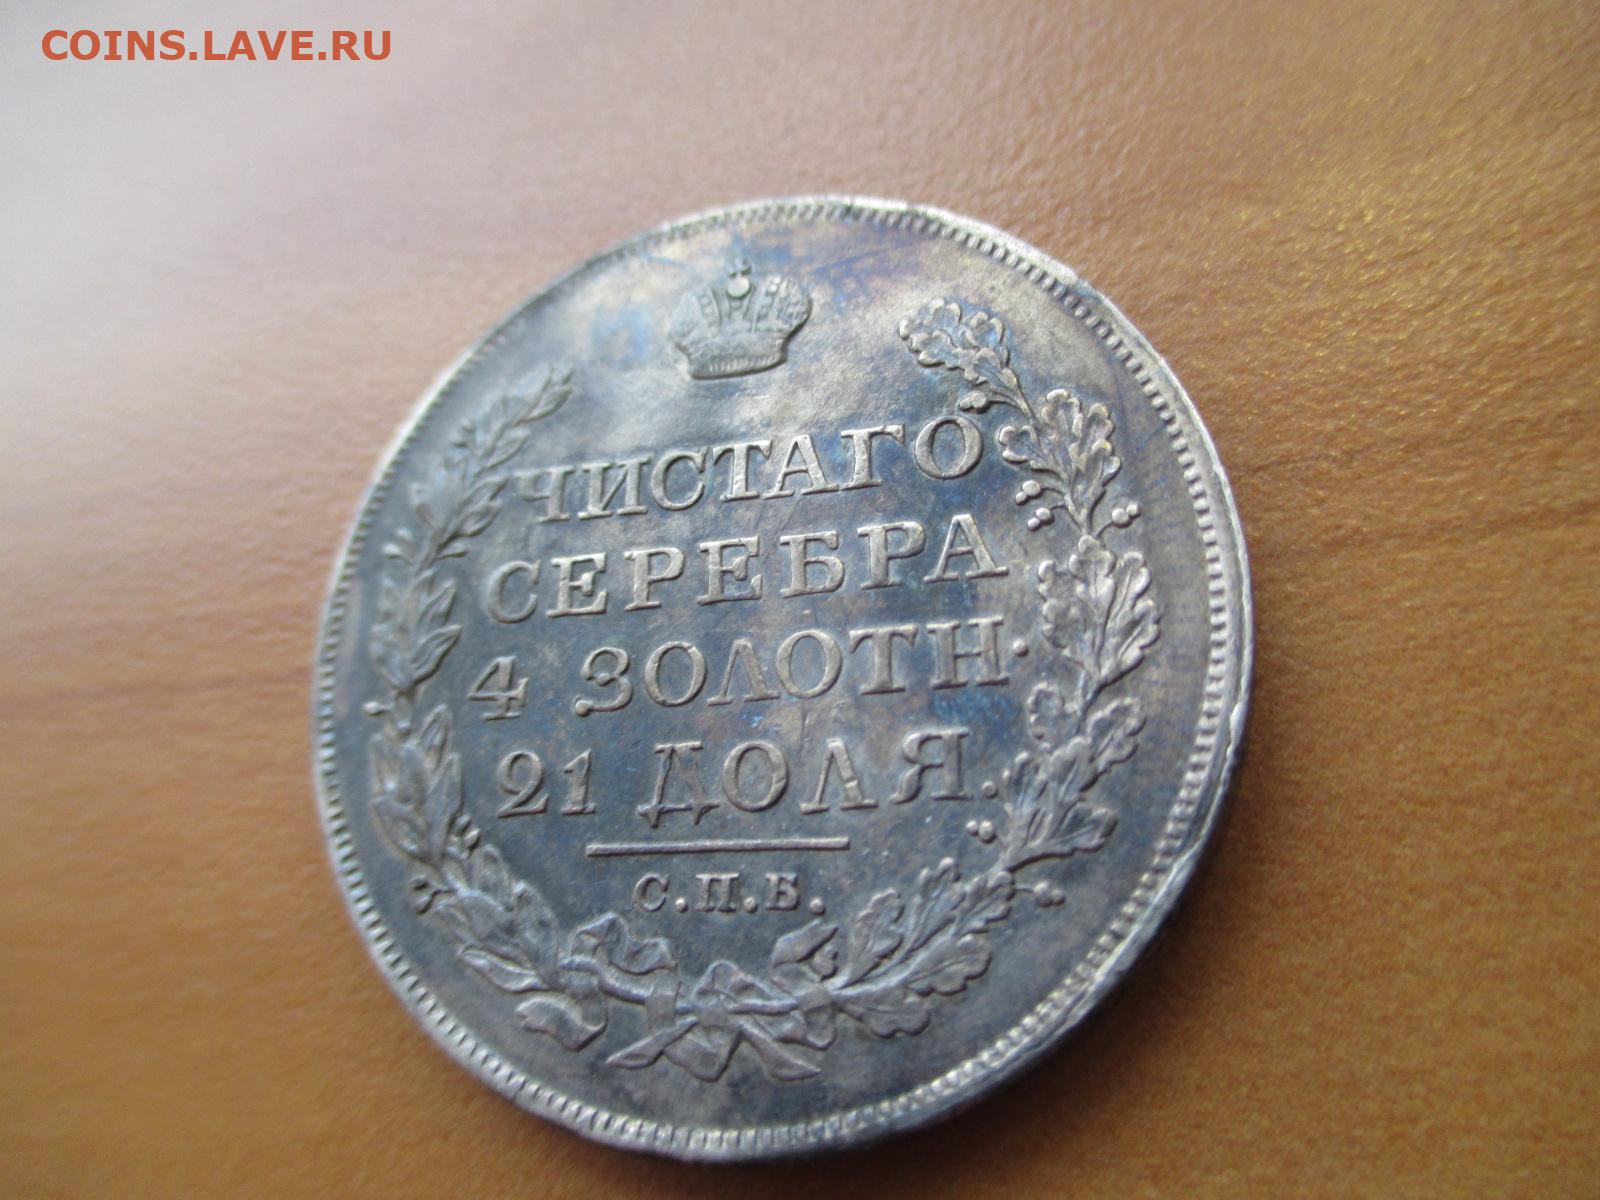 COINS.LAVE.RU
ЧИСТАГО
СЕРЕБРА
4 ЗОЛОТН.
21 ДОЛЯ.
С.П.Б.